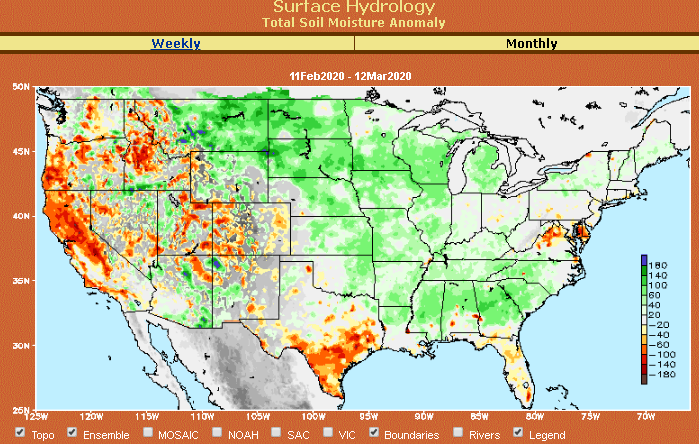 Surface Hydrology
Total Soil Moisture Anomaly
Weekly Monthly
11Feb2020 - 12Mar2020
50N
45N
40N
35N
30N
25N
180
140
100
60
40
20
-20
-40
-60
-100
-140
-180
125W 120W 115W 110W 105W 100W 95W 90W 85W 80W 75W 70W
Topo Ensemble MOSAIC NOAH SAC VIC Boundaries Rivers Legend